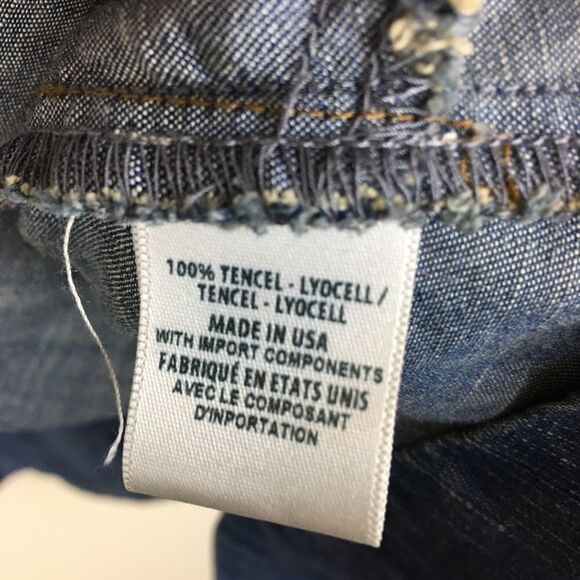 100% TENCEL - LYOCELL /
TENCEL - LYOCELL
MADE IN USA
WITH IMPORT COMPONENTS
FABRIQUÉ EN ETATS UNIS
AVEC LE COMPOSANT
D'INPORTATION